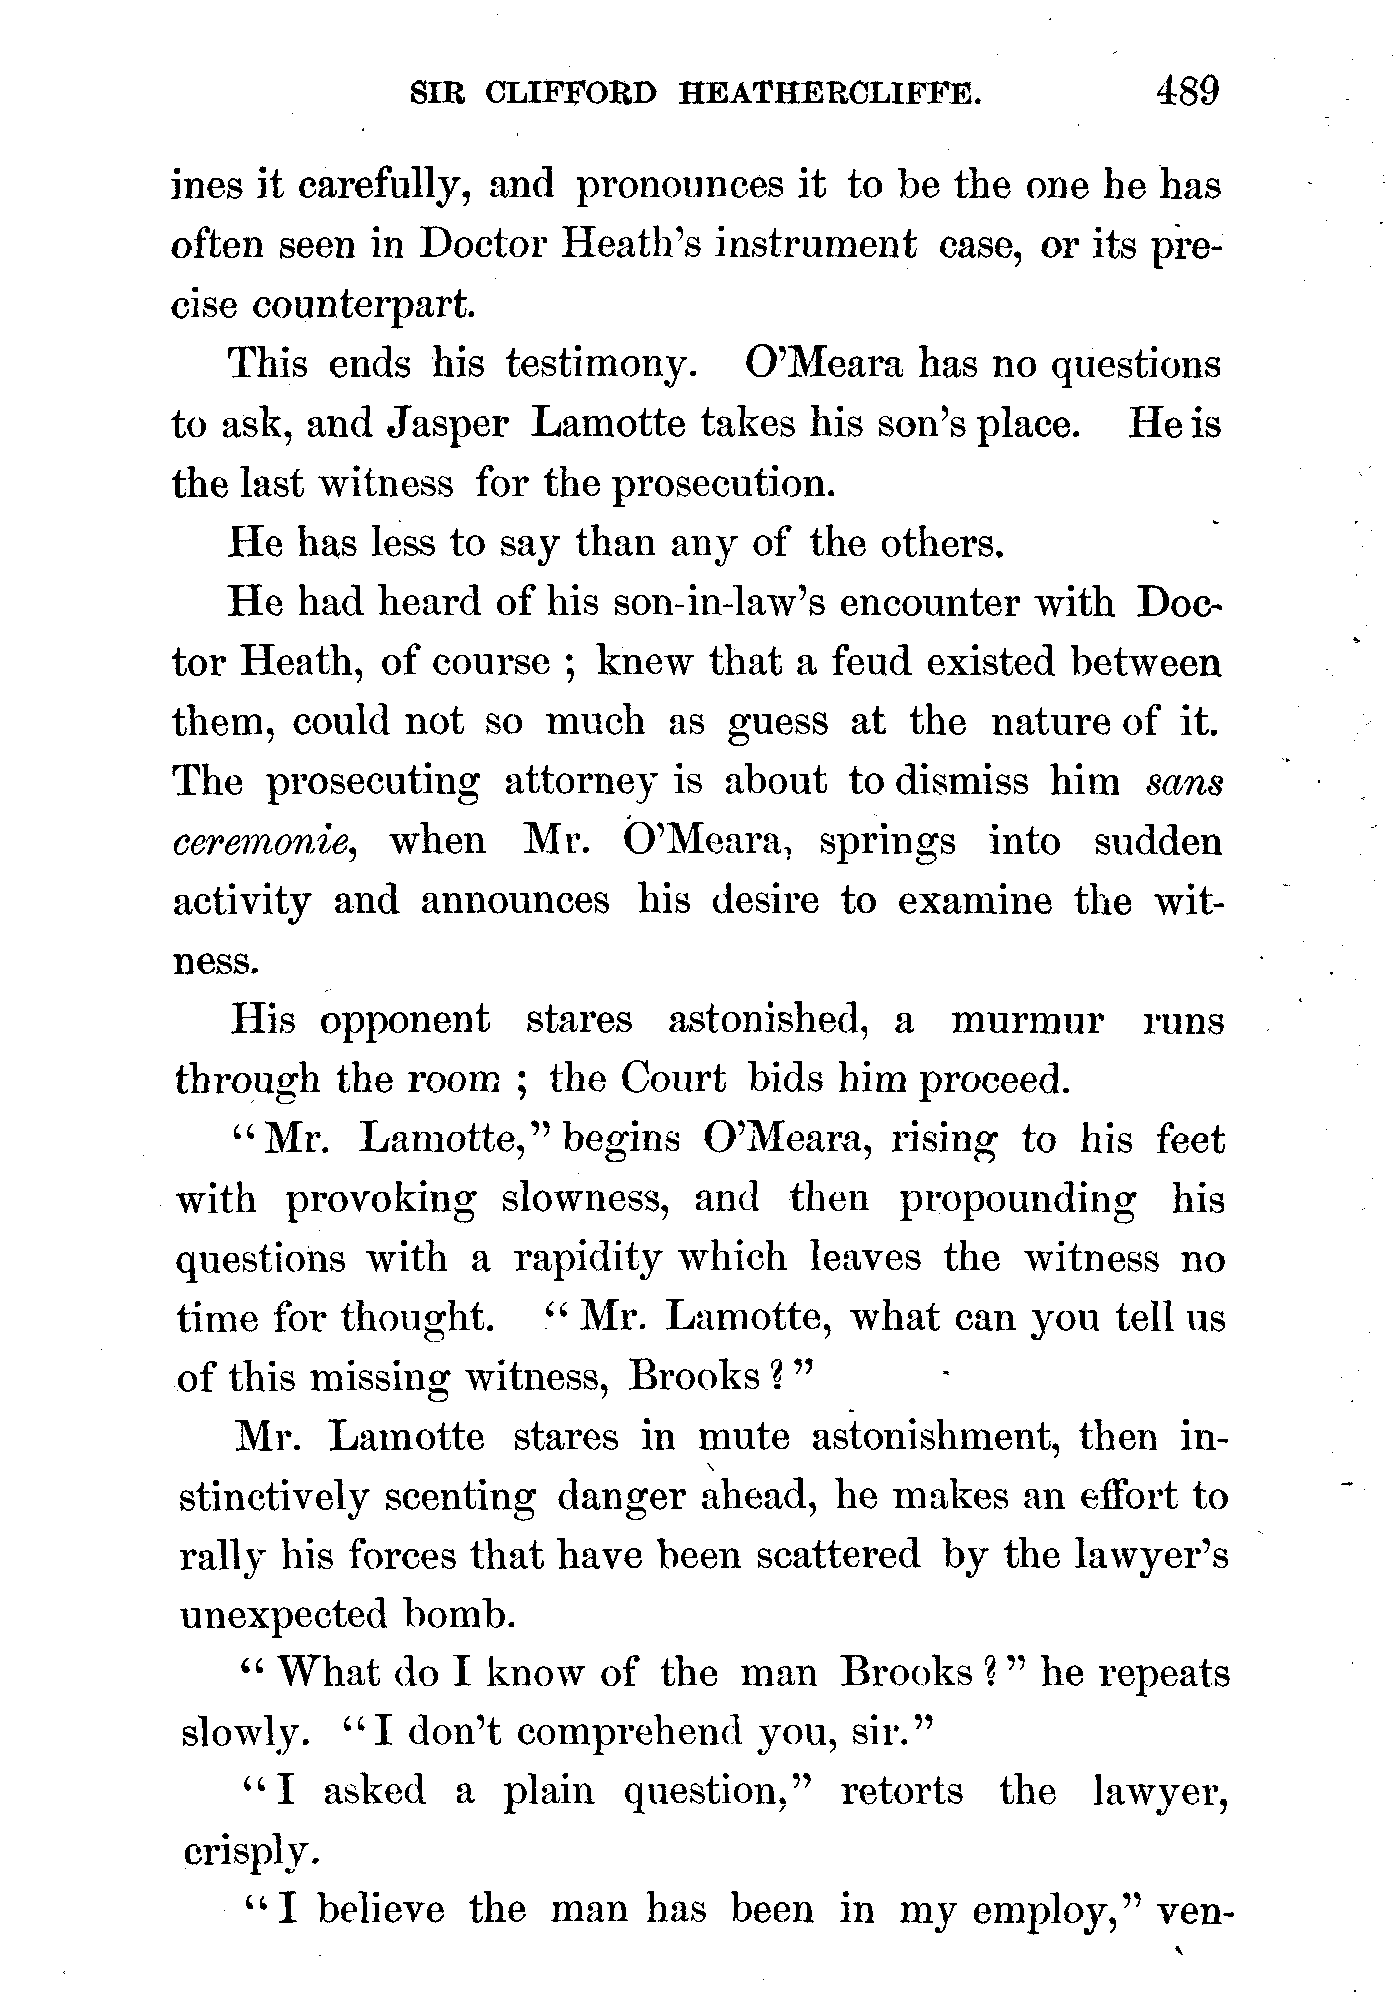 SIR CLIFFORD HEATHERCLIFFE. 489
ines it carefully, and pronounces it to be the one he has
often seen in Doctor Heath's instrument case, or its pre-
cise counterpart.
This ends his testimony. O'Meara has no questions
to ask, and Jasper Lamotte takes his son's place. He is
the last witness for the prosecution.
He has less to say than any of the others.
He had heard of his son-in-law's encounter with Doc-
tor Heath, of course ; knew that a feud existed between
them, could not so much as guess at the nature of it.
The prosecuting attorney is about to dismiss him sans
ceremonie, when Mr. O'Meara, springs into sudden
activity and announces his desire to examine the wit-
ness.
His opponent stares astonished, a murmur runs
through the room ; the Court bids him proceed.
"Mr. Lamotte," begins O'Meara, rising to his feet
with provoking slowness, and then propounding his
questions with a rapidity which leaves the witness no
time for thought. "Mr. Lamotte, what can you tell us
of this missing witness, Brooks ?"
Mr. Lamotte stares in mute astonishment, then in-
stinctively scenting danger ahead, he makes an effort to
rally his forces that have been scattered by the lawyer's
unexpected bomb.
"What do I know of the man Brooks ?" he repeats
slowly. "I don't comprehend you, sir."
"I asked a plain question," retorts the lawyer,
crisply.
"I believe the man has been in my employ," ven-